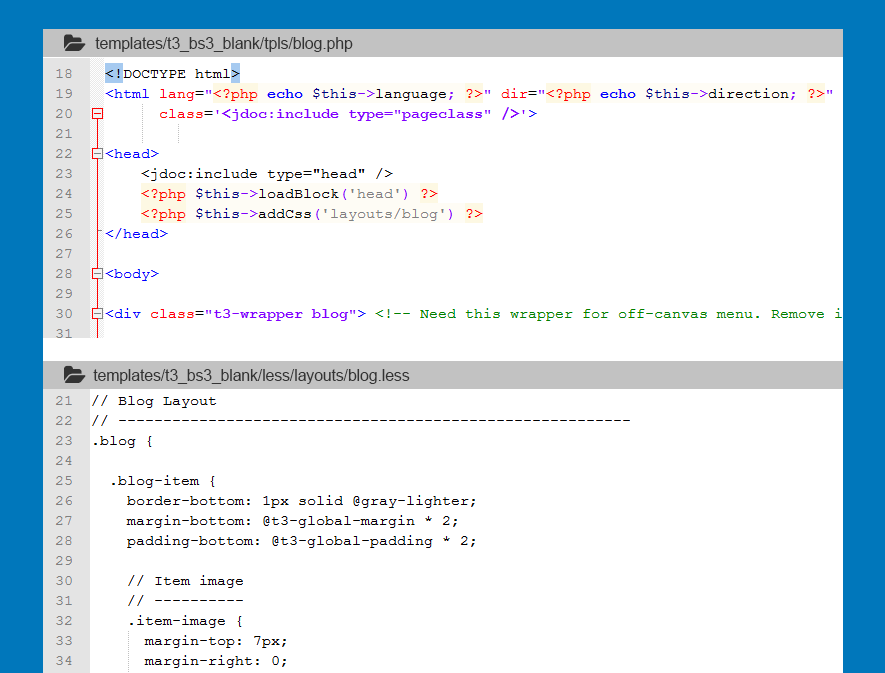 templates/t3_bs3_blank/tpls/blog.php
18 <!DOCTYPE html>
19 <html lang="<?php echo $this->language; ?>" dir="<?php echo $this->direction; ?>"
20 class='<jdoc:include type="pageclass" />'>
21
22 <head>
23 <jdoc:include type="head" />
24 <?php $this->loadBlock('head') ?>
25 <?php $this->addCss('layouts/blog') ?>
26 </head>
27
28 <body>
29
30 <div class="t3-wrapper blog"> <!-- Need this wrapper for off-canvas menu. Remove i
31
templates/t3_bs3_blank/less/layouts/blog.less
21 // Blog Layout
22 // ---------------------------------------------------------
23 .blog {
24
25 .blog-item {
26 border-bottom: 1px solid @gray-lighter;
27 margin-bottom: @t3-global-margin * 2;
28 padding-bottom: @t3-global-padding * 2;
29
30 // Item image
31 // ----------
32 .item-image {
33 margin-top: 7px;
34 margin-right: 0;